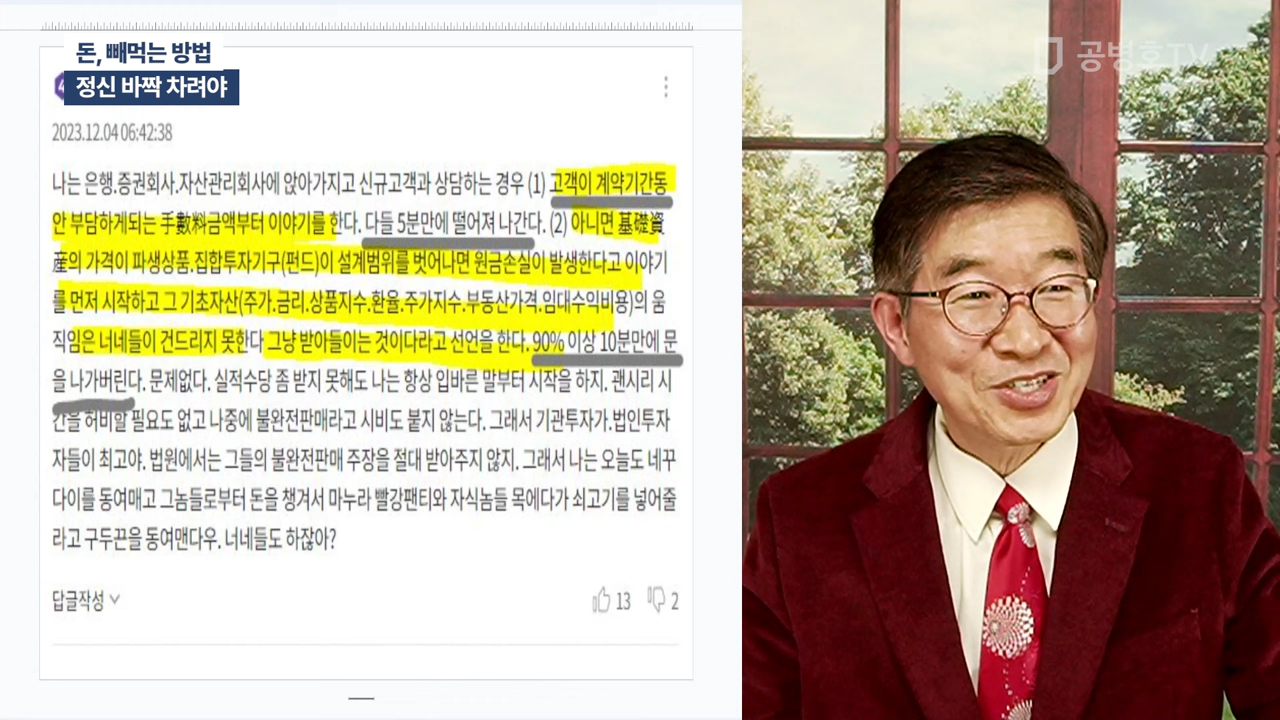 돈, 빼먹는 방법
정신 바짝 차려야
공병호TV
2023.12.04 06:42:38
나는 은행.증권회사.자산관리회사에 앉아가지고 신규고객과 상담하는 경우 (1) 고객이 계약기간동
안 부담하게되는 手數料금액부터 이야기를 한다. 다들 5분만에 떨어져 나간다. (2) 아니면 基礎資
産의 가격이 파생상품.집합투자기구(펀드)이 설계범위를 벗어나면 원금손실이 발생한다고 이야기
를 먼저 시작하고 그 기초자산(주가.금리.상품지수.환율.주가지수.부동산가격.임대수익비용)의 움
직임은 너네들이 건드리지 못한다 그냥 받아들이는 것이다라고 선언을 한다. 90% 이상 10분만에 문
을 나가버린다. 문제없다. 실적수당 좀 받지 못해도 나는 항상 입바른 말부터 시작을 하지. 괜시리 시
간을 허비할 필요도 없고 나중에 불완전판매라고 시비도 붙지 않는다. 그래서 기관투자가.법인투자
자들이 최고야. 법원에서는 그들의 불완전판매 주장을 절대 받아주지 않지. 그래서 나는 오늘도 네꾸
다이를 동여매고 그놈들로부터 돈을 챙겨서 마누라 빨강팬티와 자식놈들 목에다가 쇠고기를 넣어줄
라고 구두끈을 동여맨다우. 너네들도 하잖아?
답글작성
13
2